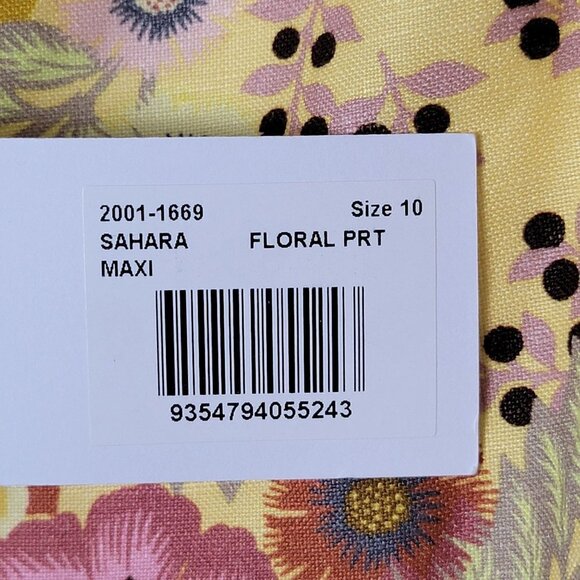 2001-1669 Size 10
SAHARA FLORAL PRT
MAXI
9354794055243